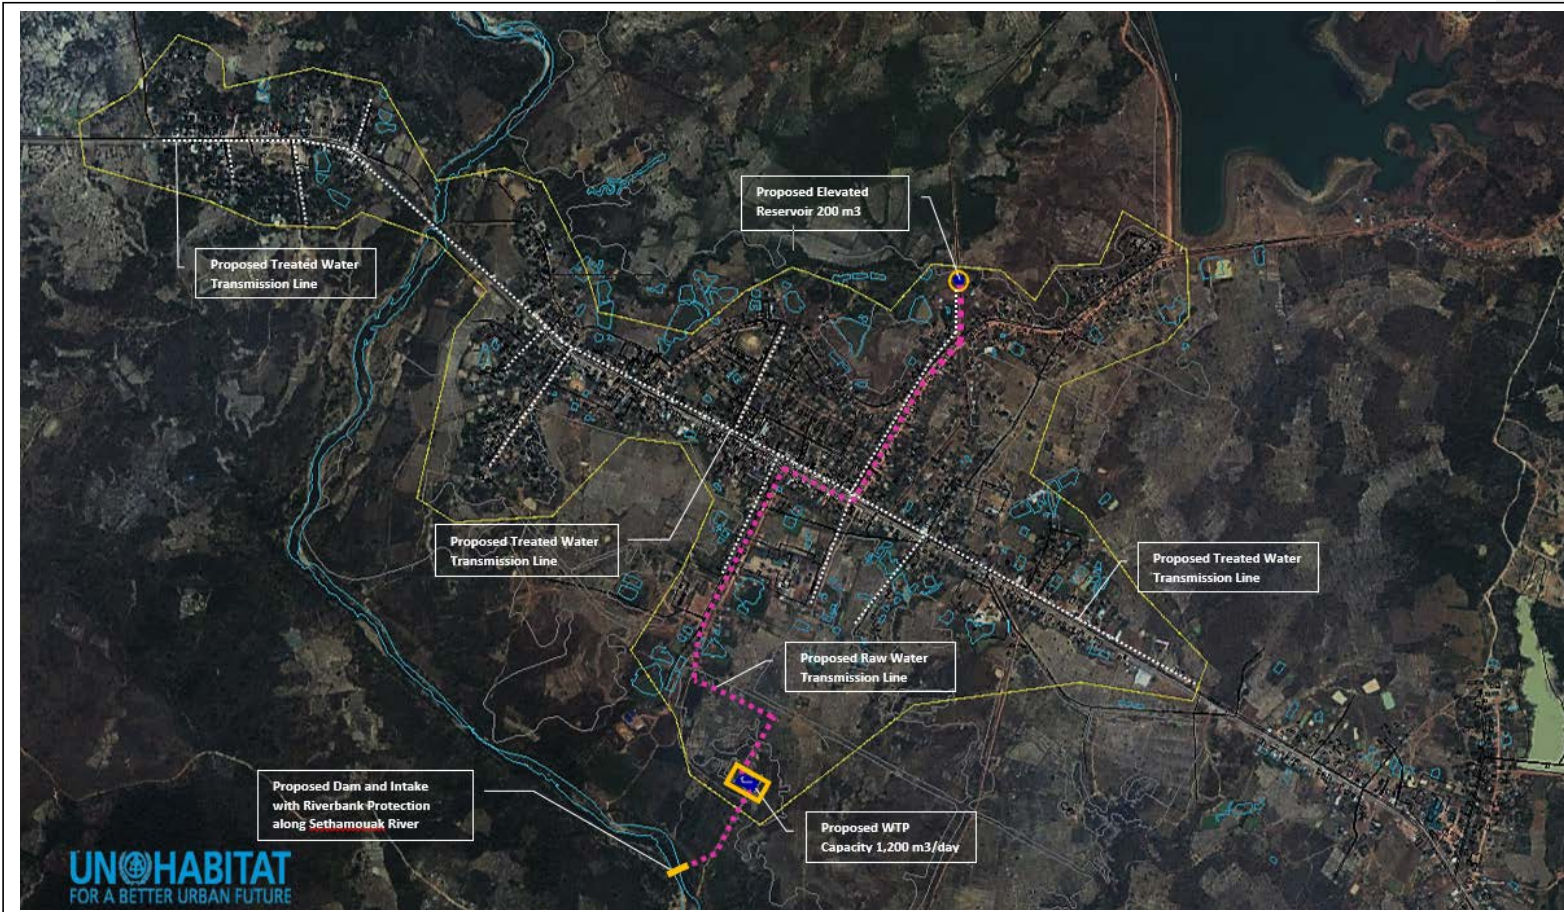 Proposed Elevated
Reservoir 200 m3
Proposed Treated Water
Transmission Line
Proposed Treated Water
Transmission Line
Proposed Treated Water
Transmission Line
Proposed Raw Water
Transmission Line
Proposed Dam and Intake
with Riverbank Protection
along Sethamouak River
Proposed WTP
Capacity 1,200 m3/day
UN HABITAT
FOR A BETTER URBAN FUTURE